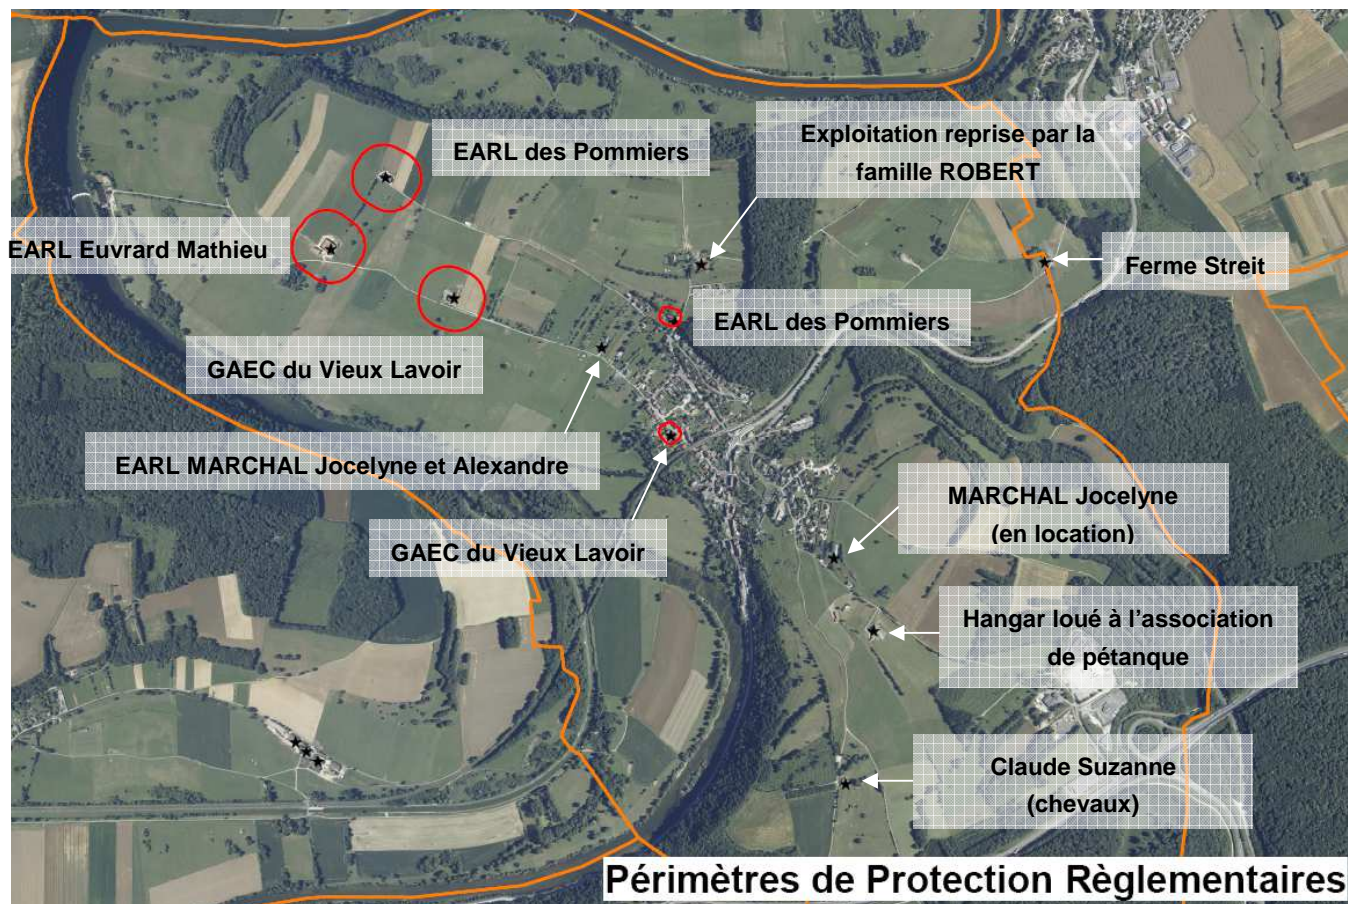 EARL des Pommiers
Exploitation reprise par la
famille ROBERT
EARL Euvrard Mathieu
Ferme Streit
EARL des Pommiers
GAEC du Vieux Lavoir
EARL MARCHAL Jocelyne et Alexandre
MARCHAL Jocelyne
(en location)
GAEC du Vieux Lavoir
Hangar loué à l'association
de pétanque
Claude Suzanne
(chevaux)
Périmètres de Protection Règlementaires